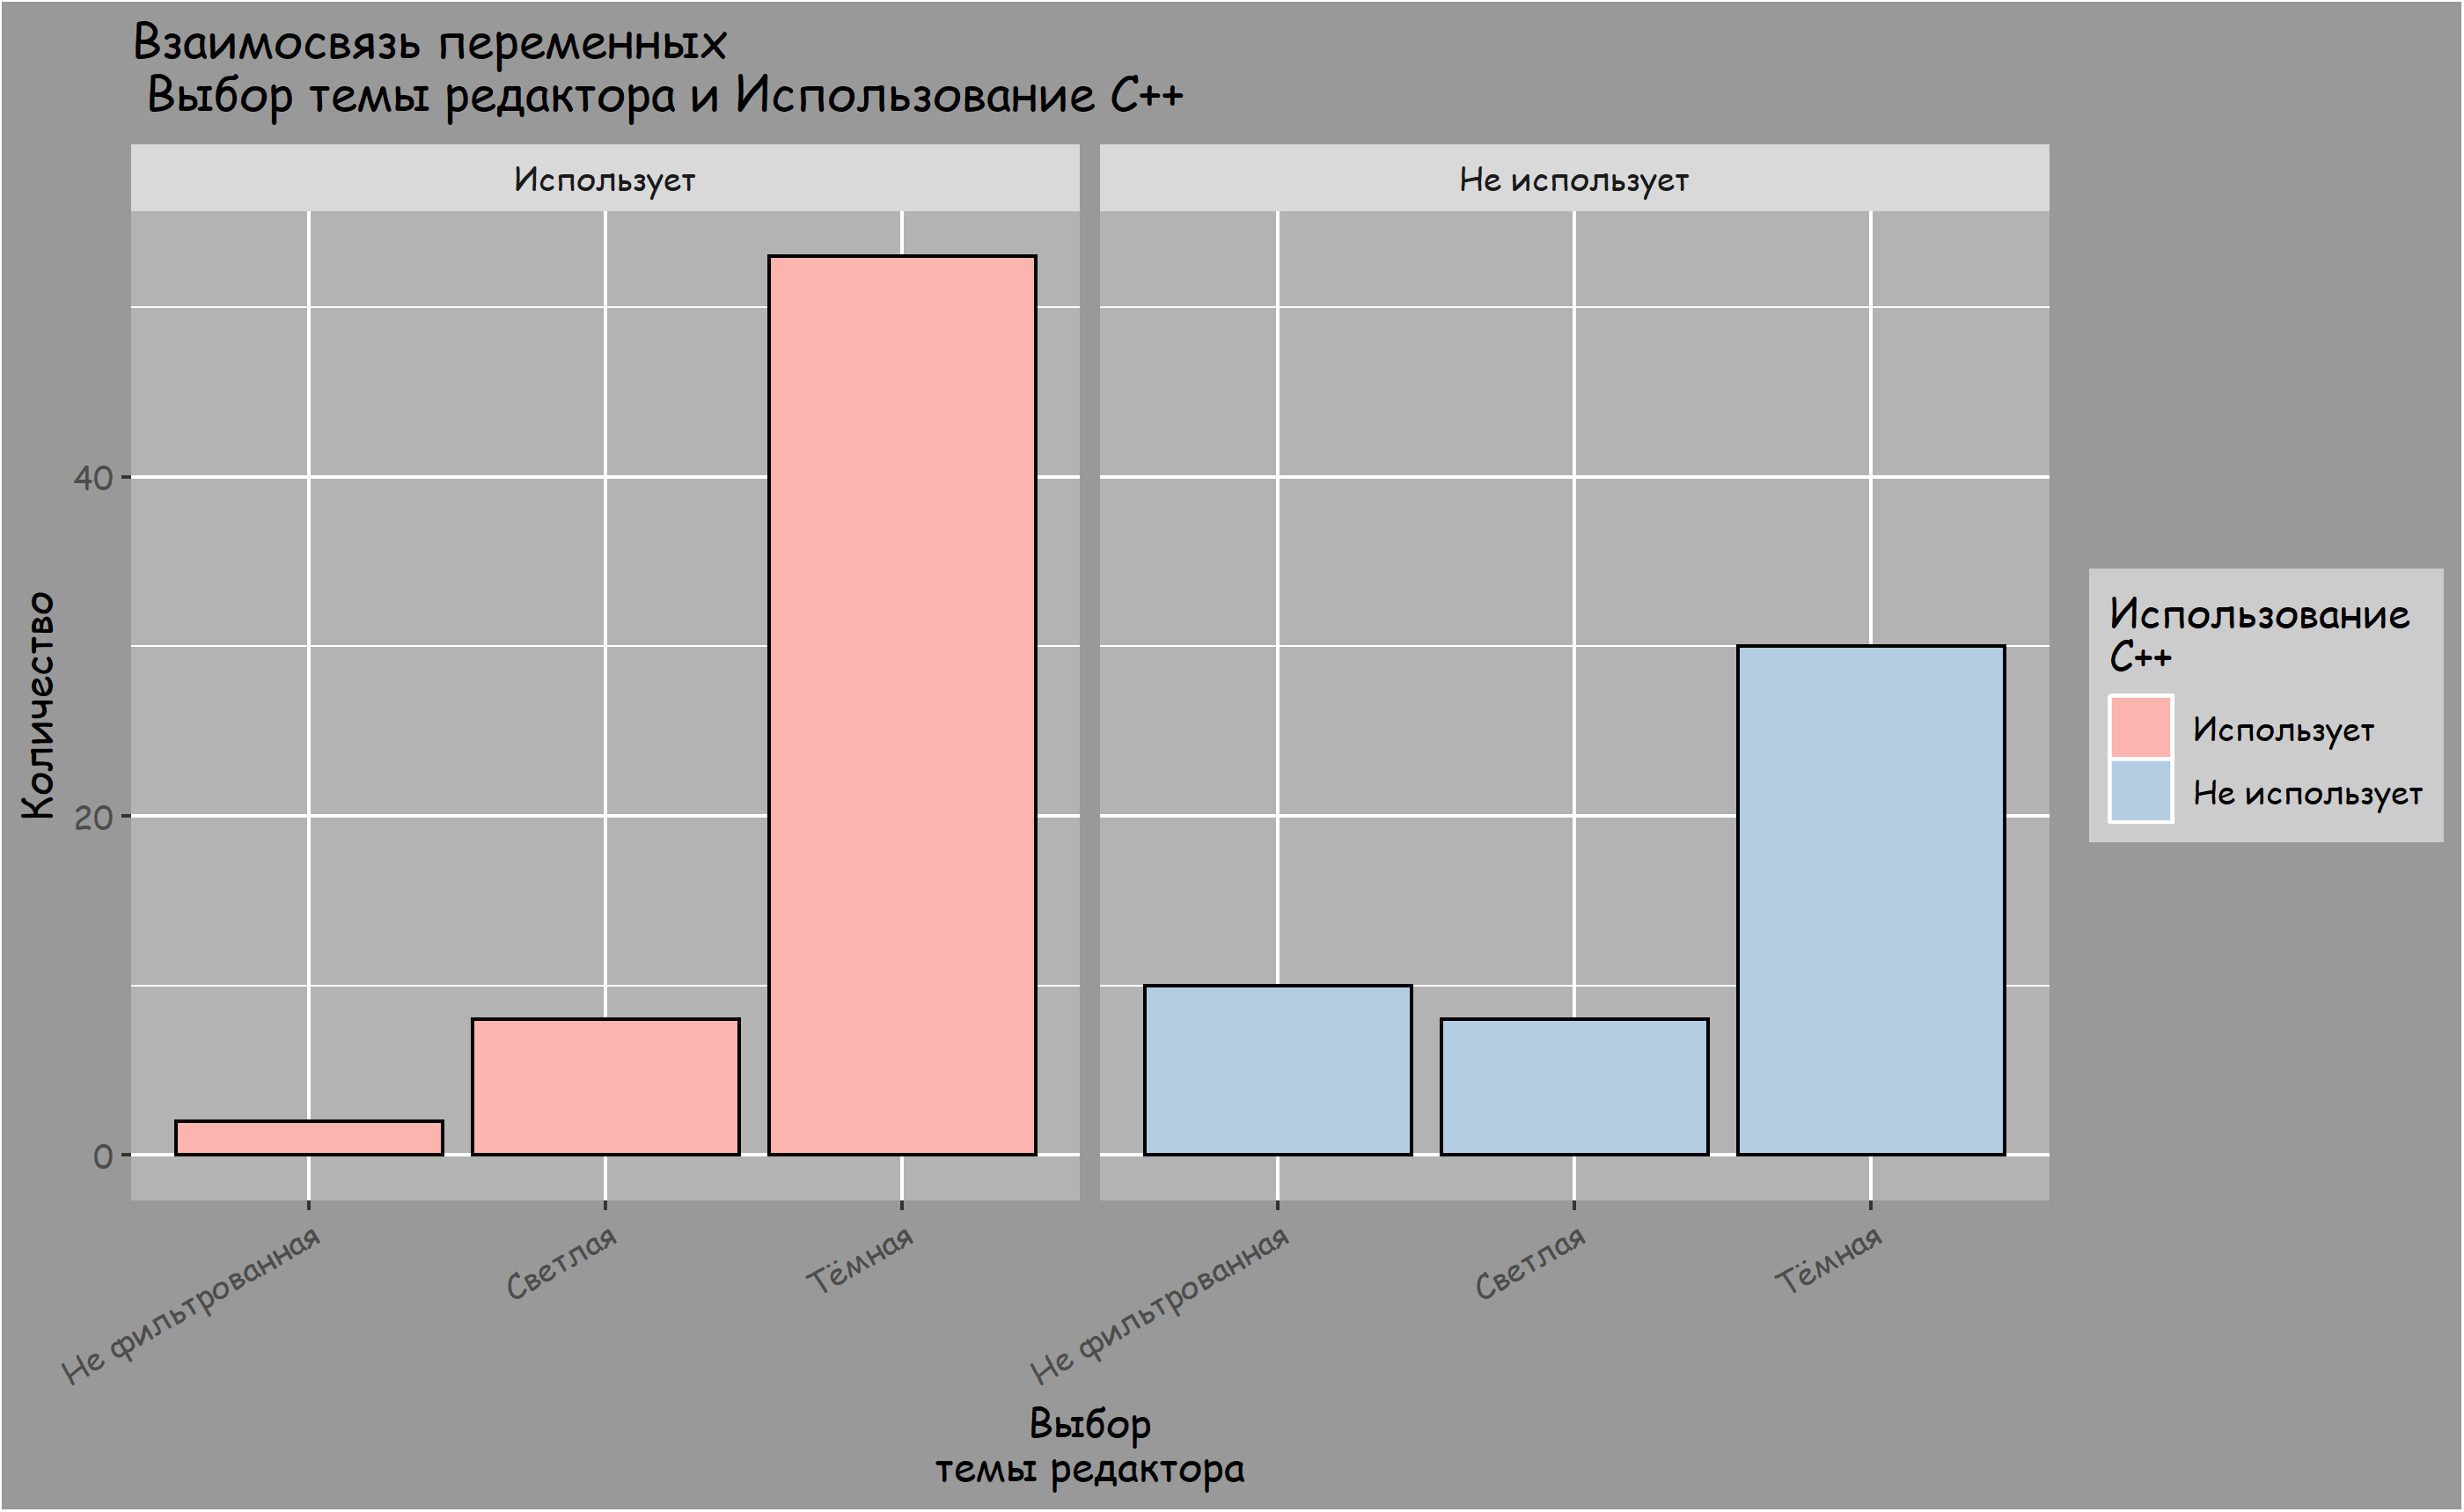 Взаимосвязь переменных
Выбор темы редактора и Использование C++
Использует
Не использует
Количество
40
20
0
Не фильтрованная
Светлая
Тёмная
Не фильтрованная
Светлая
Тёмная
Выбор
темы редактора
Использование
C++
Использует
Не использует